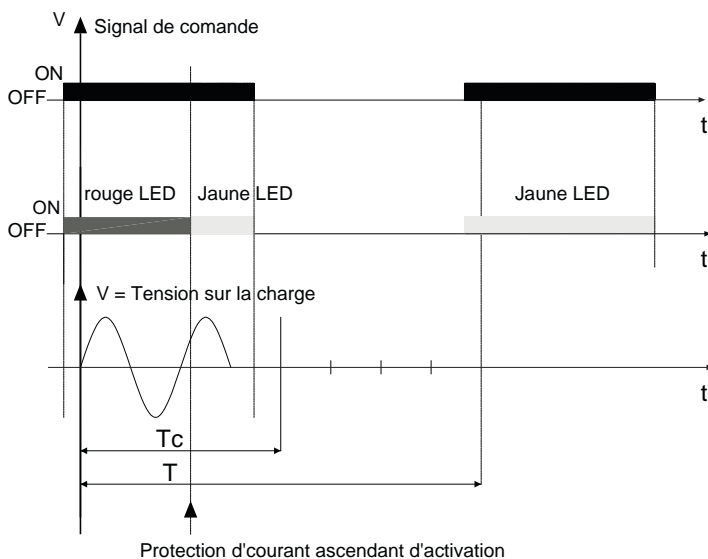 V
Signal de comande
ON
OFF
t
rouge LED
Jaune LED
Jaune LED
ON
OFF
t
V = Tension sur la charge
t
Tc
T
Protection d'courant ascendant d'activation